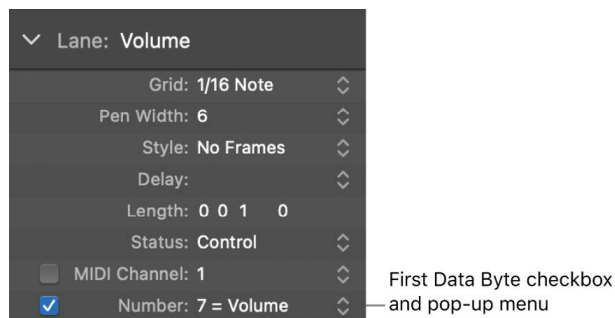 Lane: Volume
Grid: 1/16 Note
Pen Width: 6
Style: No Frames
Delay:
Length: 0 0 1 0
Status: Control
MIDI Channel: 1
Number: 7 = Volume
First Data Byte checkbox
and pop-up menu